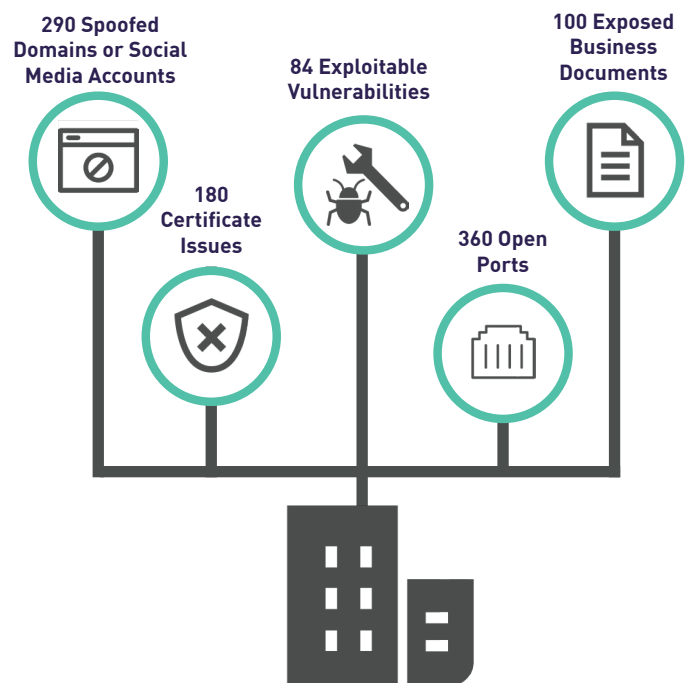 290 Spoofed
Domains or Social
Media Accounts
84 Exploitable
Vulnerabilities
100 Exposed
Business
Documents
180
Certificate
Issues
360 Open
Ports